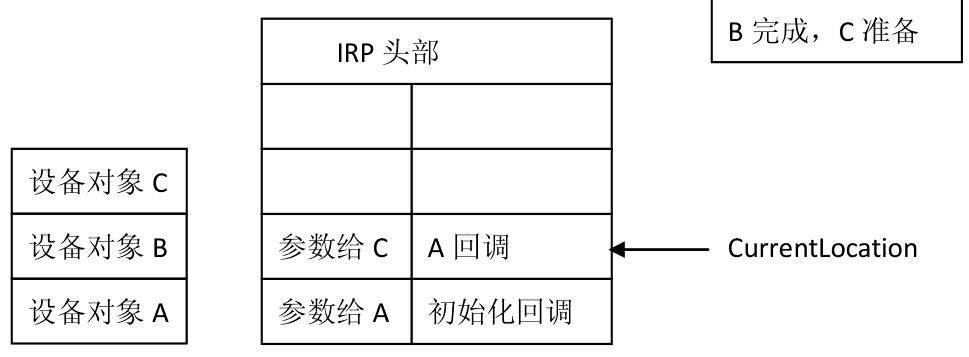 B 完成，C 准备
IRP 头部
设备对象 C
设备对象 B
设备对象 A
参数给 C
A 回调
参数给 A
初始化回调
CurrentLocation